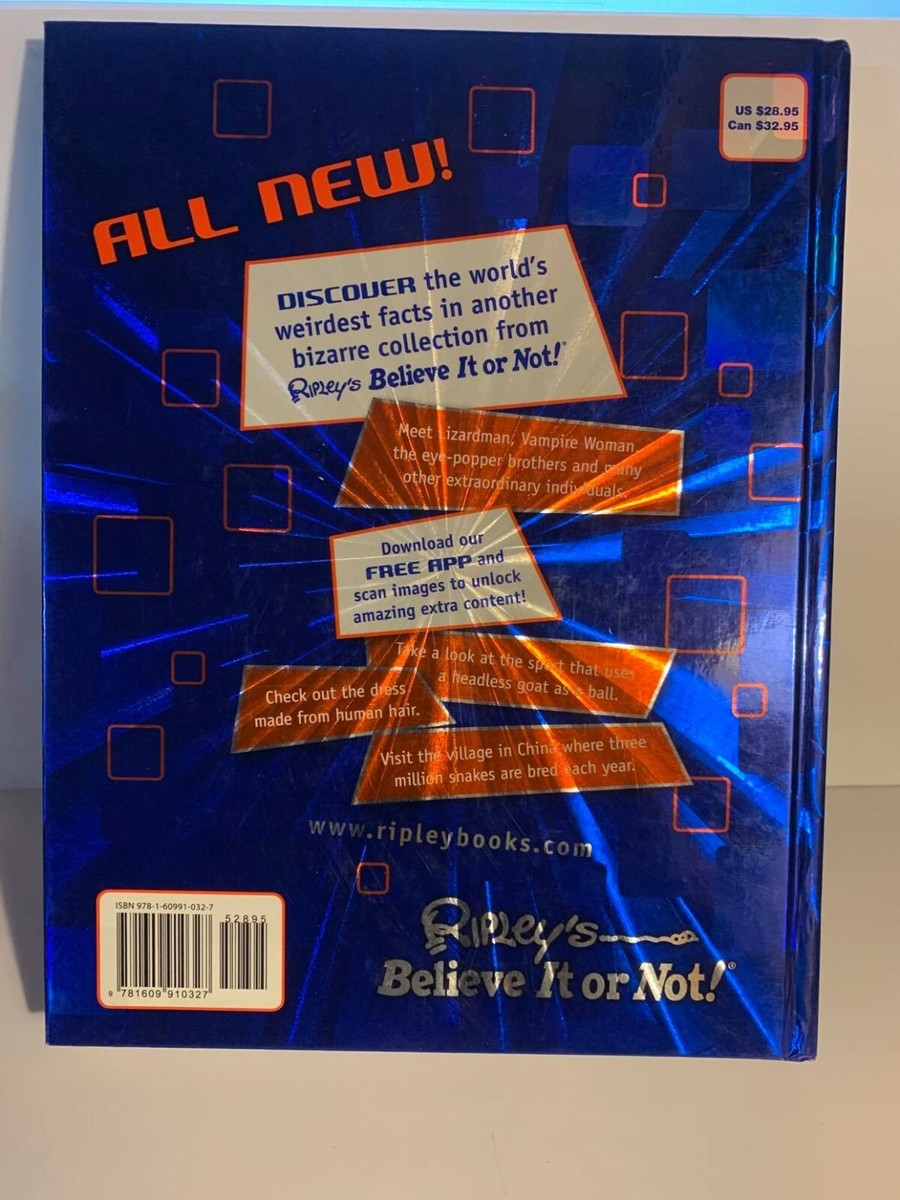 US $28.95
Can $32.95
ALL NEW!
DISCOVER the world's
weirdest facts in another
bizarre collection from
Ripley's Believe It or Not!®
Meet Lizardman, Vampire Woman,
the eye-popper brothers and many
other extraordinary individuals.
Download our
FREE APP and
scan images to unlock
amazing extra content!
Take a look at the sport that uses
a headless goat as a ball.
Check out the dress
made from human hair.
Visit the village in China where three
million snakes are bred each year.
www.ripleybooks.com
ISBN 978-1-60991-032-7
52895
9 781609 910327
Ripley's
Believe It or Not!®